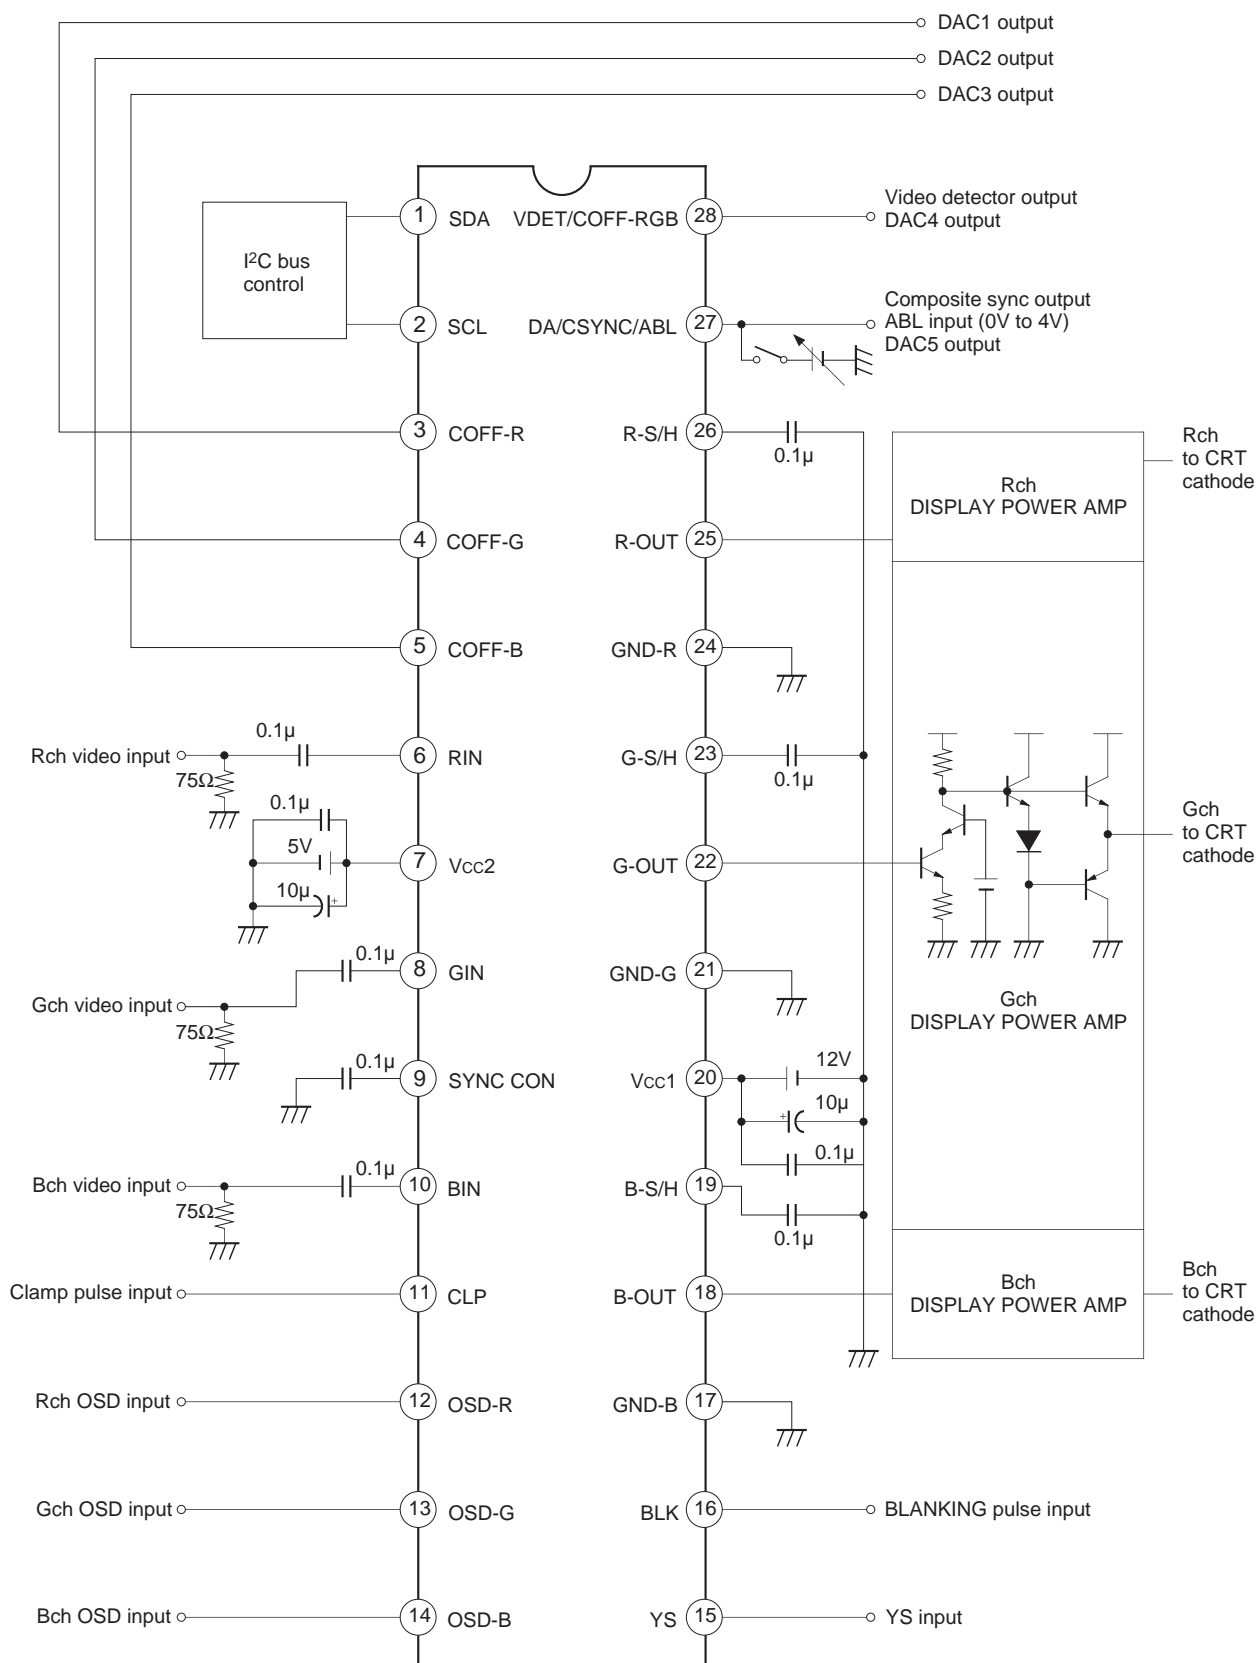 DAC1 output
DAC2 output
DAC3 output
I2C bus
control
1
SDA
2
SCL
3
COFF-R
4
COFF-G
5
COFF-B
Rch video input
75Ω
0.1µ
6
RIN
0.1µ
5V
10µ
+
7
Vcc2
Gch video input
75Ω
0.1µ
8
GIN
0.1µ
9
SYNC CON
Bch video input
75Ω
0.1µ
10
BIN
Clamp pulse input
11
CLP
Rch OSD input
12
OSD-R
Gch OSD input
13
OSD-G
Bch OSD input
14
OSD-B
VDET/COFF-RGB
28
Video detector output
DAC4 output
DA/CSYNC/ABL
27
Composite sync output
ABL input (0V to 4V)
DAC5 output
R-S/H
26
0.1µ
R-OUT
25
GND-R
24
G-S/H
23
0.1µ
G-OUT
22
GND-G
21
Vcc1
20
12V
+
10µ
0.1µ
B-S/H
19
0.1µ
B-OUT
18
GND-B
17
BLK
16
BLANKING pulse input
YS
15
YS input
Rch
DISPLAY POWER AMP
Rch
to CRT
cathode
Gch
DISPLAY POWER AMP
Gch
to CRT
cathode
Bch
DISPLAY POWER AMP
Bch
to CRT
cathode